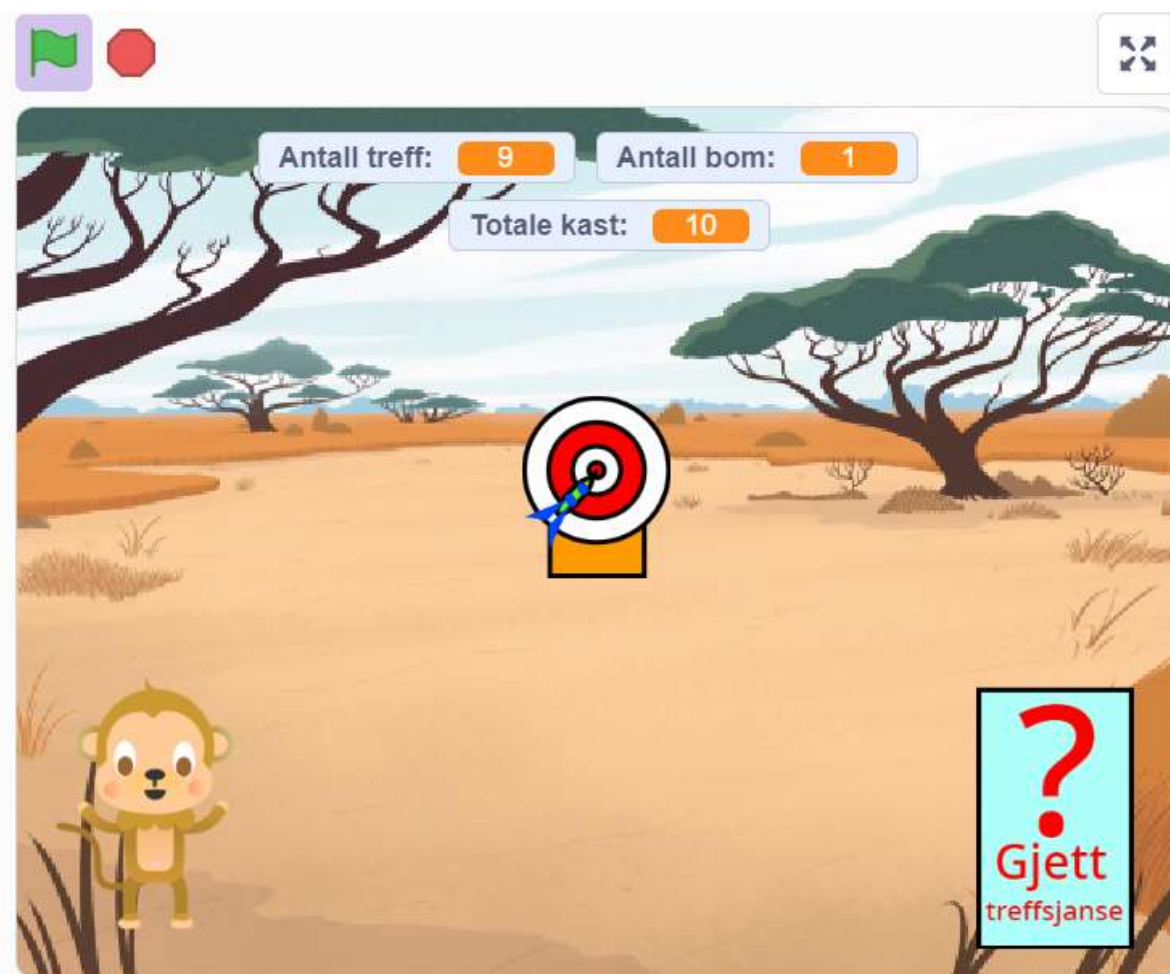 Antall treff: 9
Antall bom: 1
Totale kast: 10
?
Gjett
treffsjanse